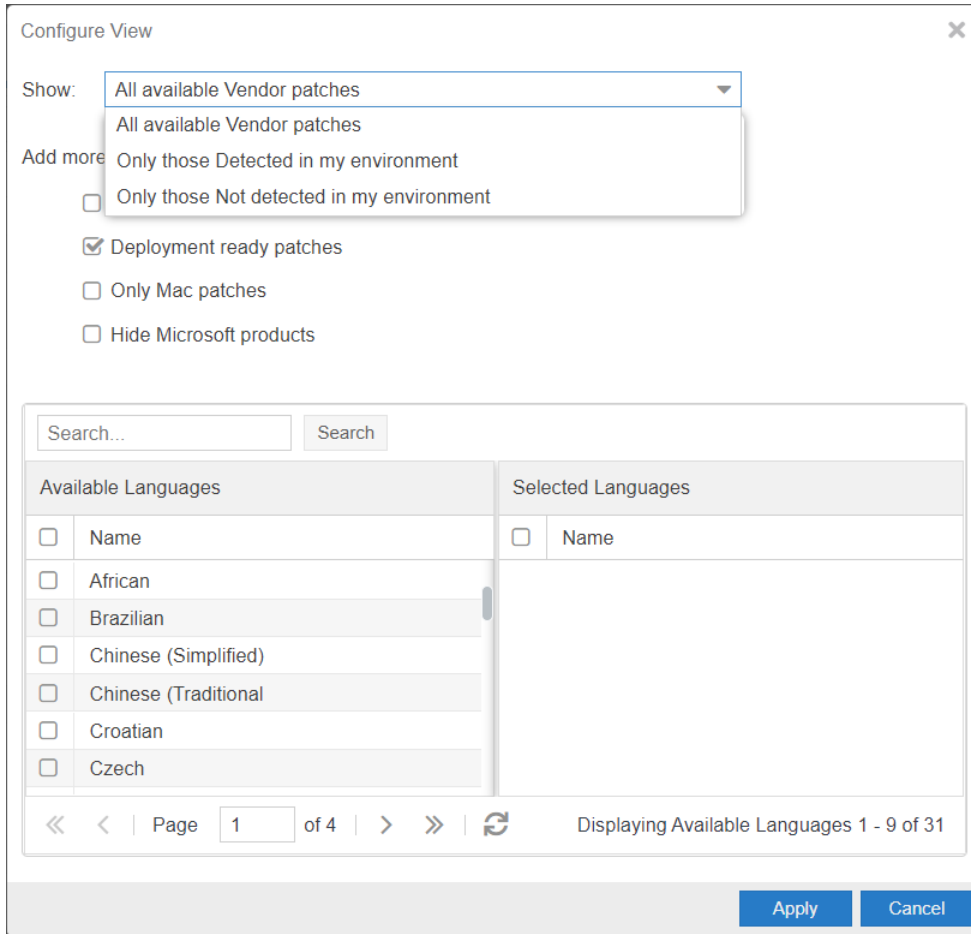 Configure View
Show: All available Vendor patches
All available Vendor patches
Add more
Only those Detected in my environment
Only those Not detected in my environment
Deployment ready patches
Only Mac patches
Hide Microsoft products
Search... Search
Available Languages Selected Languages
Name Name
African
Brazilian
Chinese (Simplified)
Chinese (Traditional
Croatian
Czech
Page 1 of 4 Displaying Available Languages 1 - 9 of 31
Apply Cancel